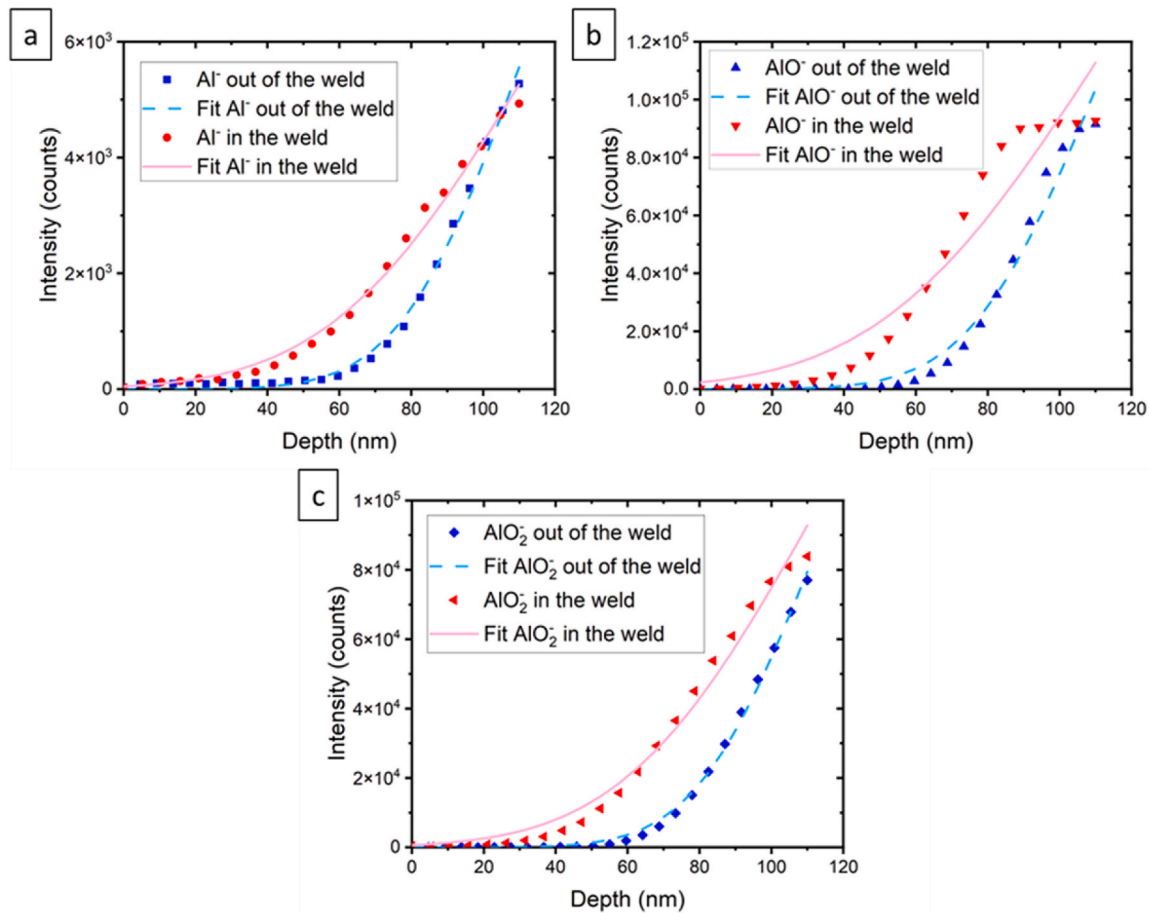 a
6×10³
4×10³
2×10³
0
Intensity (counts)
Al⁻ out of the weld
Fit Al⁻ out of the weld
Al⁻ in the weld
Fit Al⁻ in the weld
0 20 40 60 80 100 120
Depth (nm)
b
1.2×10⁵
1.0×10⁵
8.0×10⁴
6.0×10⁴
4.0×10⁴
2.0×10⁴
0.0
Intensity (counts)
AlO⁻ out of the weld
Fit AlO⁻ out of the weld
AlO⁻ in the weld
Fit AlO⁻ in the weld
0 20 40 60 80 100 120
Depth (nm)
c
1×10⁵
8×10⁴
6×10⁴
4×10⁴
2×10⁴
0
Intensity (counts)
AlO₂⁻ out of the weld
Fit AlO₂⁻ out of the weld
AlO₂⁻ in the weld
Fit AlO₂⁻ in the weld
0 20 40 60 80 100 120
Depth (nm)